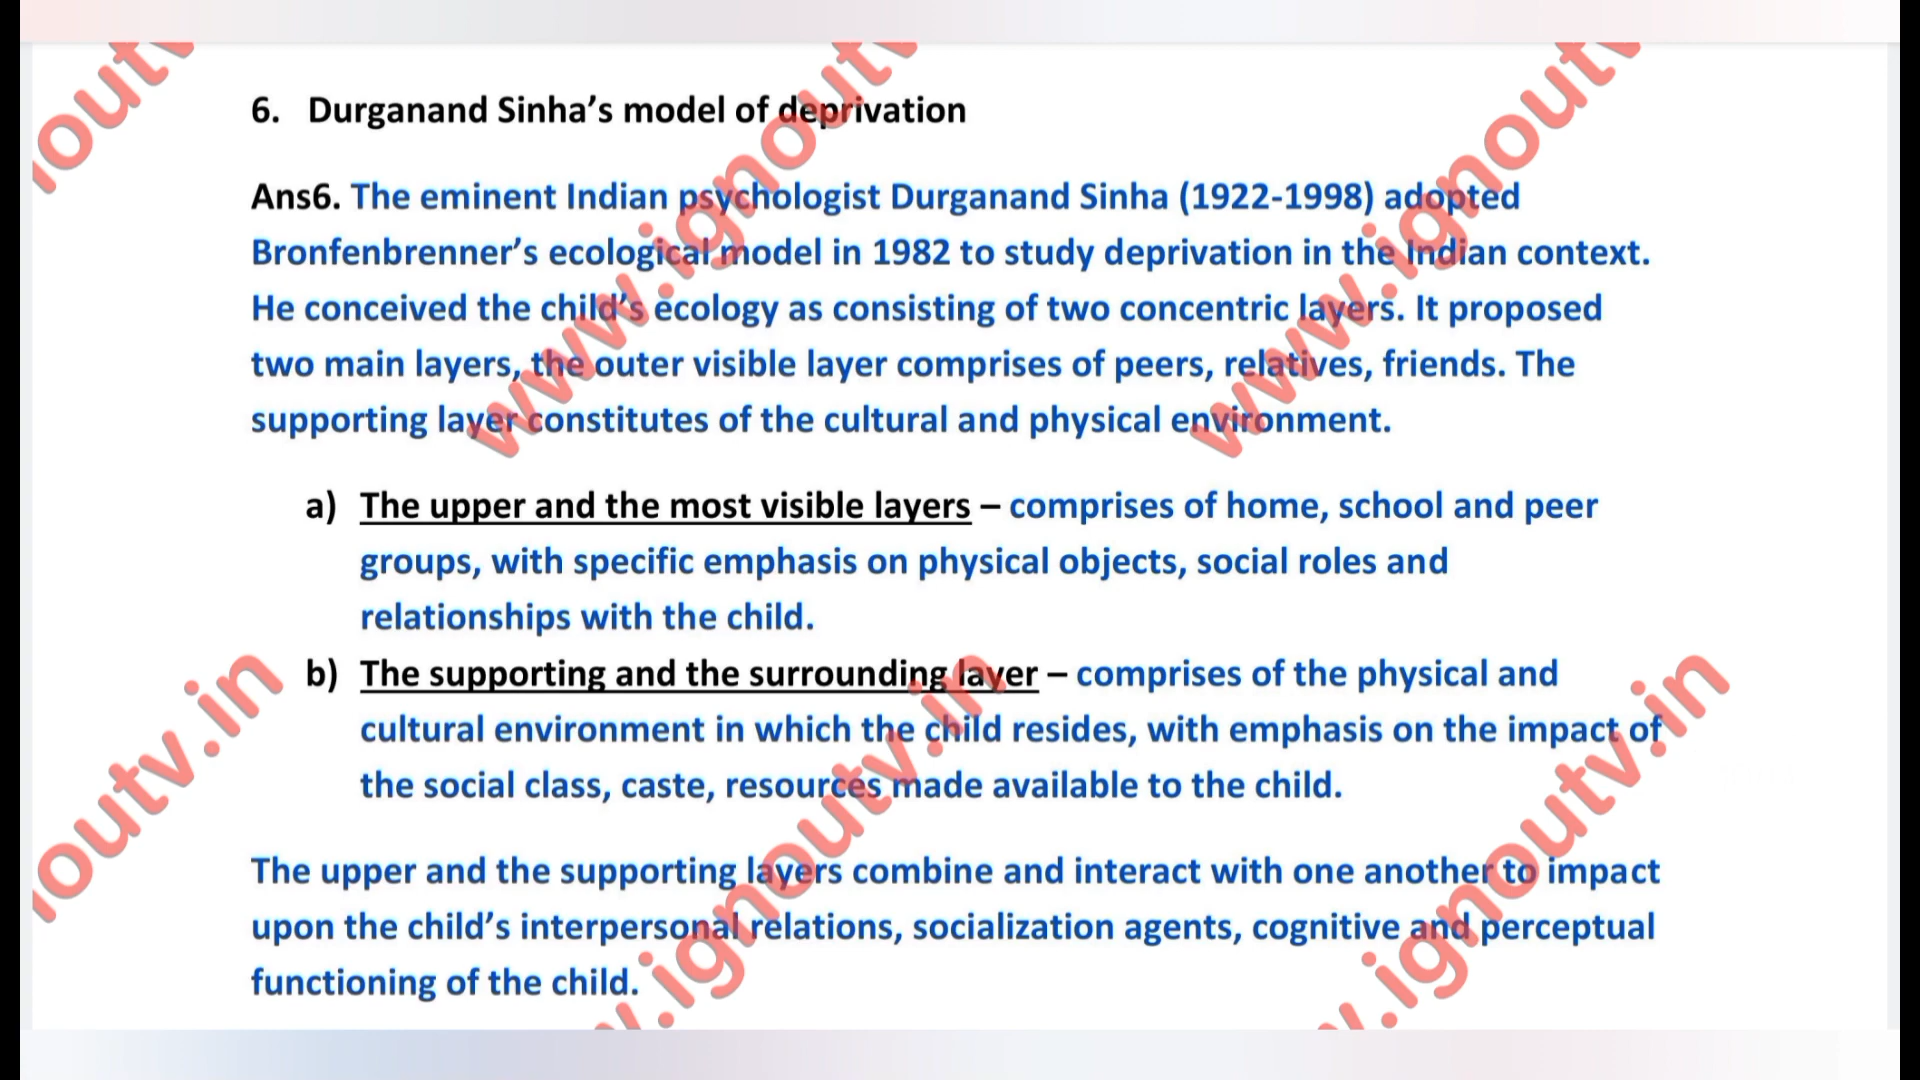 6. Durganand Sinha’s model of deprivation
Ans6. The eminent Indian psychologist Durganand Sinha (1922-1998) adopted
Bronfenbrenner’s ecological model in 1982 to study deprivation in the Indian context.
He conceived the child’s ecology as consisting of two concentric layers. It proposed
two main layers, the outer visible layer comprises of peers, relatives, friends. The
supporting layer constitutes of the cultural and physical environment.
a) The upper and the most visible layers – comprises of home, school and peer
groups, with specific emphasis on physical objects, social roles and
relationships with the child.
b) The supporting and the surrounding layer – comprises of the physical and
cultural environment in which the child resides, with emphasis on the impact of
the social class, caste, resources made available to the child.
The upper and the supporting layers combine and interact with one another to impact
upon the child’s interpersonal relations, socialization agents, cognitive and perceptual
functioning of the child.
outv
www.ignoutv
www.ignoutv
outv.in
w.ignoutv.in
w.ignoutv.in